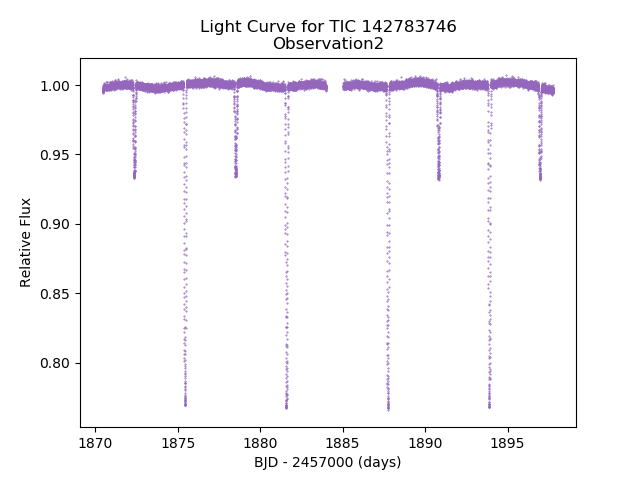 Light Curve for TIC 142783746
Observation2
1.00
0.95
0.90
0.85
0.80
Relative Flux
1870
1875
1880
1885
1890
1895
BJD - 2457000 (days)